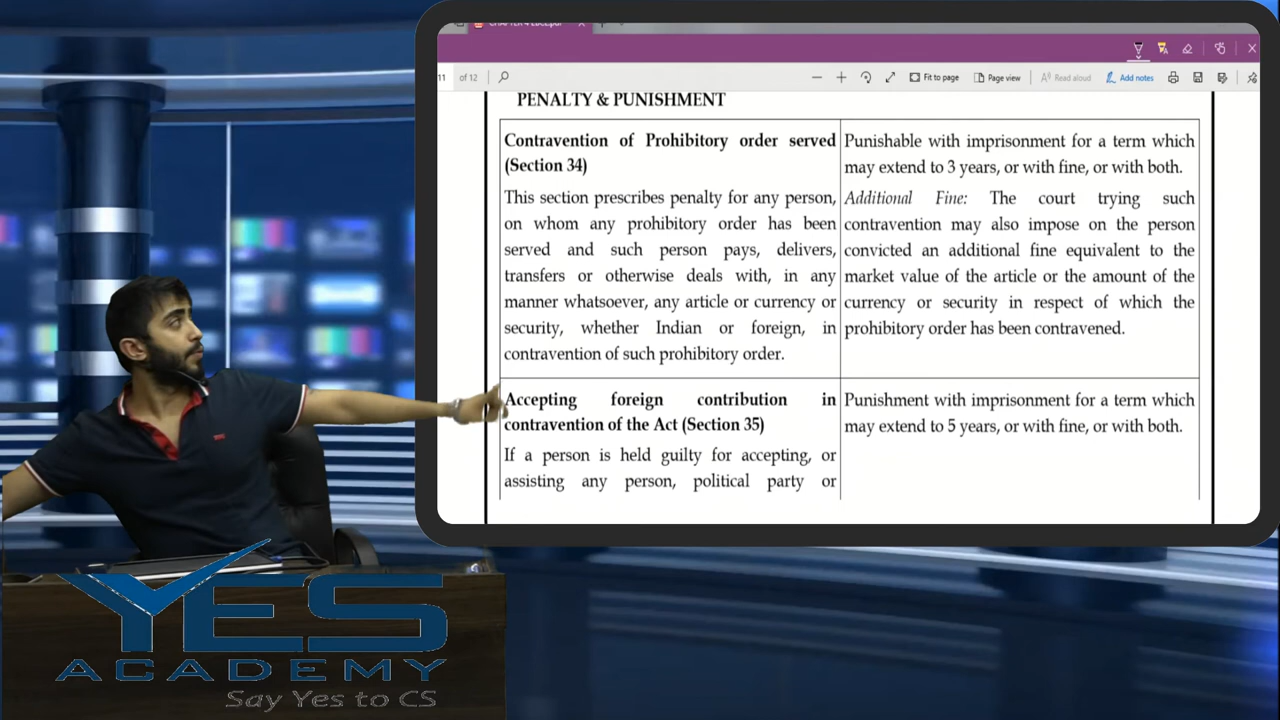 11 of 12
Fit to page
Page view
Read aloud
Add notes
PENALTY & PUNISHMENT
Contravention of Prohibitory order served
(Section 34)
This section prescribes penalty for any person,
on whom any prohibitory order has been
served and such person pays, delivers,
transfers or otherwise deals with, in any
manner whatsoever, any article or currency or
security, whether Indian or foreign, in
contravention of such prohibitory order.
Punishable with imprisonment for a term which
may extend to 3 years, or with fine, or with both.
Additional Fine: The court trying such
contravention may also impose on the person
convicted an additional fine equivalent to the
market value of the article or the amount of the
currency or security in respect of which the
prohibitory order has been contravened.
Accepting foreign contribution in
contravention of the Act (Section 35)
If a person is held guilty for accepting, or
assisting any person, political party or
Punishment with imprisonment for a term which
may extend to 5 years, or with fine, or with both.
YES
ACADEMY
Say Yes to CS